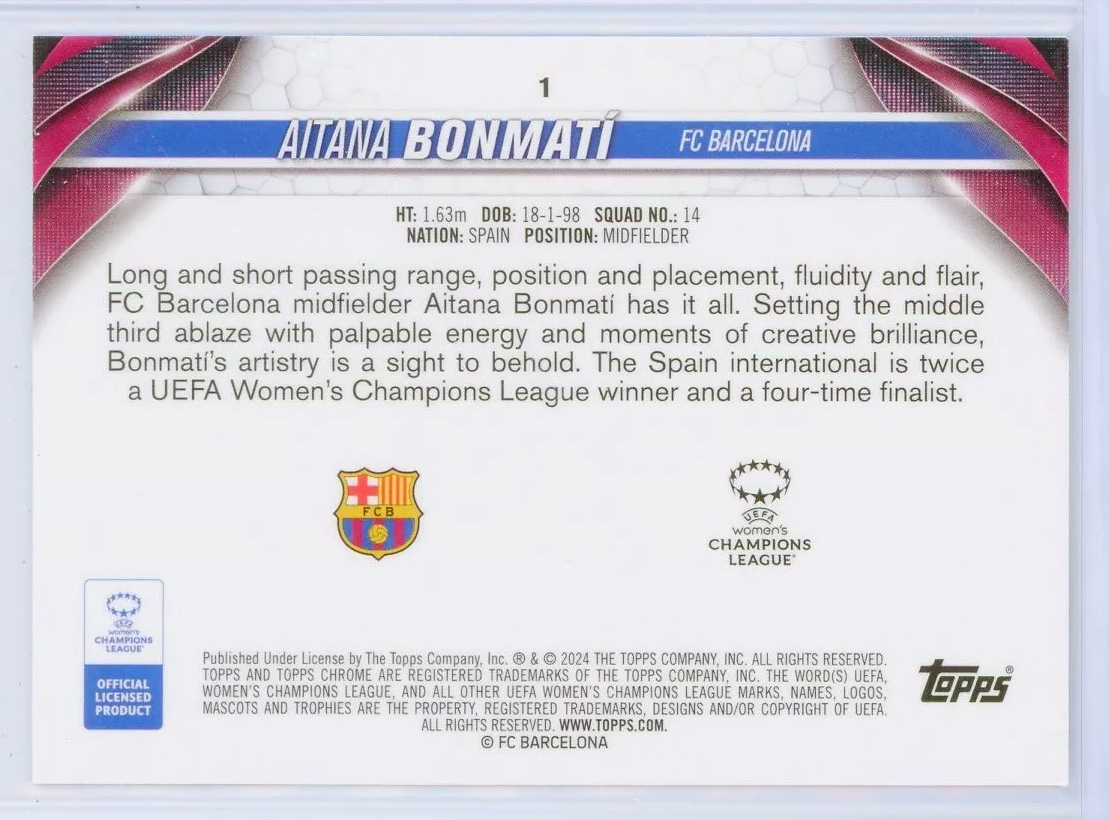 1
AITANA BONMATÍ FC BARCELONA
HT: 1.63m DOB: 18-1-98 SQUAD NO.: 14
NATION: SPAIN POSITION: MIDFIELDER
Long and short passing range, position and placement, fluidity and flair,
FC Barcelona midfielder Aitana Bonmatí has it all. Setting the middle
third ablaze with palpable energy and moments of creative brilliance,
Bonmatí's artistry is a sight to behold. The Spain international is twice
a UEFA Women's Champions League winner and a four-time finalist.
FCB
UEFA
women's
CHAMPIONS
LEAGUE
UEFA
women's
CHAMPIONS
LEAGUE
OFFICIAL
LICENSED
PRODUCT
Published Under License by The Topps Company, Inc. ® & © 2024 THE TOPPS COMPANY, INC. ALL RIGHTS RESERVED.
TOPPS AND TOPPS CHROME ARE REGISTERED TRADEMARKS OF THE TOPPS COMPANY, INC. THE WORD(S) UEFA,
WOMEN'S CHAMPIONS LEAGUE, AND ALL OTHER UEFA WOMEN'S CHAMPIONS LEAGUE MARKS, NAMES, LOGOS,
MASCOTS AND TROPHIES ARE THE PROPERTY, REGISTERED TRADEMARKS, DESIGNS AND/OR COPYRIGHT OF UEFA.
ALL RIGHTS RESERVED. WWW.TOPPS.COM.
© FC BARCELONA
TOPPS®